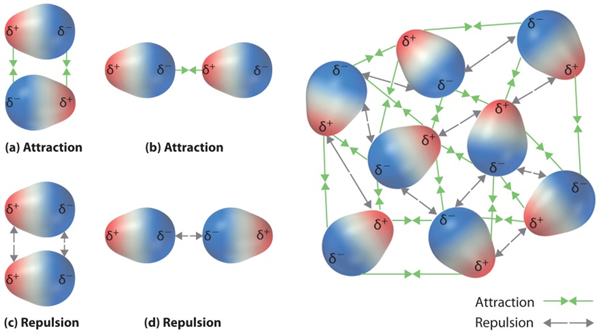 δ+ δ−
δ− δ+
(a) Attraction
δ+ δ− δ+ δ−
(b) Attraction
δ+ δ−
δ+ δ−
(c) Repulsion
δ+ δ− δ− δ+
(d) Repulsion
δ−
δ+
δ+
δ−
δ−
δ+
δ+
δ−
δ+
δ−
δ−
δ+
δ−
δ+
δ−
δ+
Attraction
Repulsion